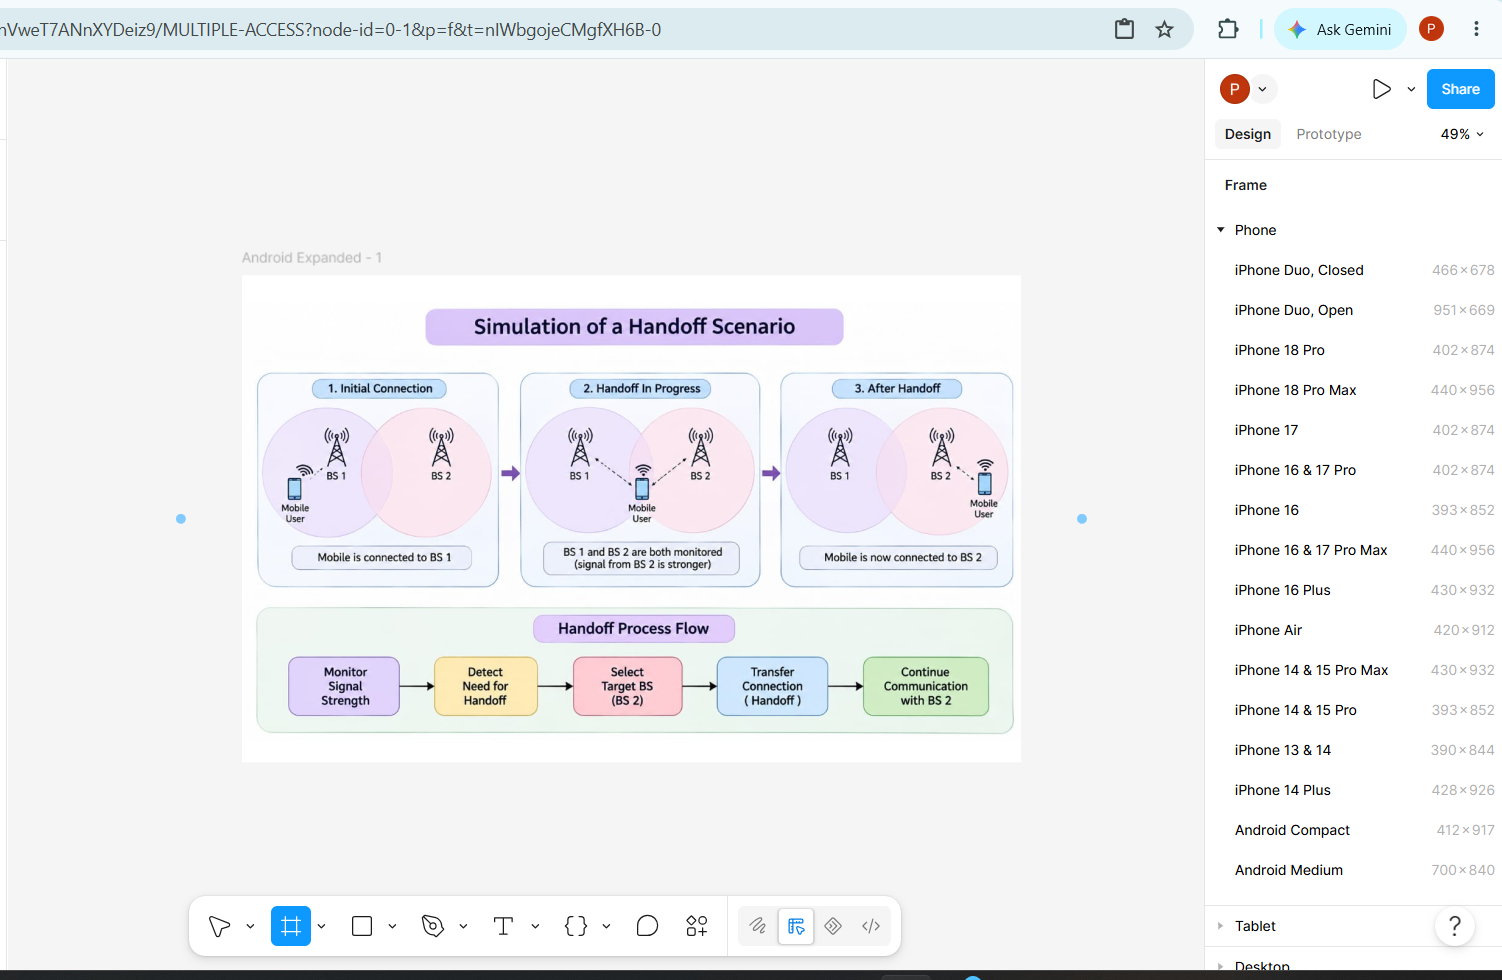 nVweT7ANnXYDeiz9/MULTIPLE-ACCESS?node-id=0-1&p=f&t=nIWbgojeCMgfXH6B-0
Ask Gemini
P
P
Share
Design
Prototype
49%
Frame
Phone
iPhone Duo, Closed 466×678
iPhone Duo, Open 951×669
iPhone 18 Pro 402×874
iPhone 18 Pro Max 440×956
iPhone 17 402×874
iPhone 16 & 17 Pro 402×874
iPhone 16 393×852
iPhone 16 & 17 Pro Max 440×956
iPhone 16 Plus 430×932
iPhone Air 420×912
iPhone 14 & 15 Pro Max 430×932
iPhone 14 & 15 Pro 393×852
iPhone 13 & 14 390×844
iPhone 14 Plus 428×926
Android Compact 412×917
Android Medium 700×840
Tablet
Desktop
?
Android Expanded - 1
Simulation of a Handoff Scenario
1. Initial Connection
BS 1
BS 2
Mobile
User
Mobile is connected to BS 1
2. Handoff In Progress
BS 1
BS 2
Mobile
User
BS 1 and BS 2 are both monitored
(signal from BS 2 is stronger)
3. After Handoff
BS 1
BS 2
Mobile
User
Mobile is now connected to BS 2
Handoff Process Flow
Monitor
Signal
Strength
Detect
Need for
Handoff
Select
Target BS
(BS 2)
Transfer
Connection
( Handoff )
Continue
Communication
with BS 2